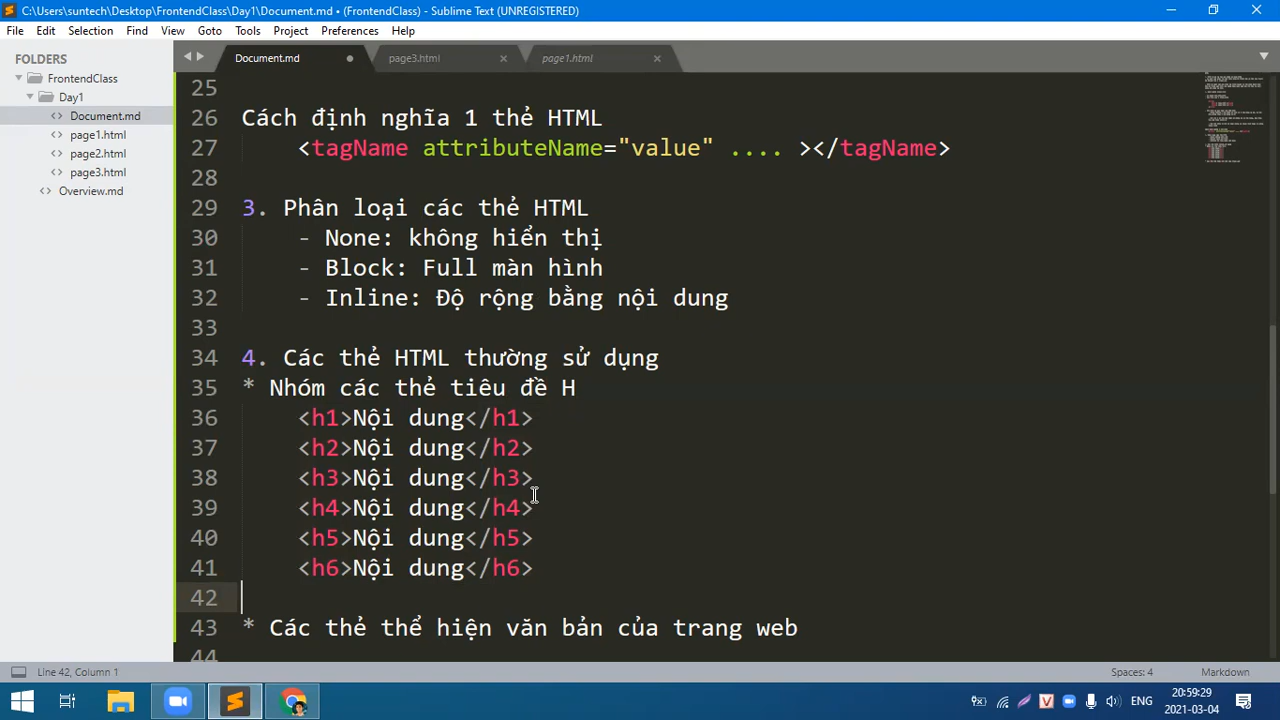 C:\Users\suntech\Desktop\FrontendClass\Day1\Document.md • (FrontendClass) - Sublime Text (UNREGISTERED)
File Edit Selection Find View Goto Tools Project Preferences Help
FOLDERS
FrontendClass
Day1
Document.md
page1.html
page2.html
page3.html
Overview.md
Document.md page3.html page1.html
25
26 Cách định nghĩa 1 thẻ HTML
27 <tagName attributeName="value" .... ></tagName>
28
29 3. Phân loại các thẻ HTML
30 - None: không hiển thị
31 - Block: Full màn hình
32 - Inline: Độ rộng bằng nội dung
33
34 4. Các thẻ HTML thường sử dụng
35 * Nhóm các thẻ tiêu đề H
36 <h1>Nội dung</h1>
37 <h2>Nội dung</h2>
38 <h3>Nội dung</h3>
39 <h4>Nội dung</h4>
40 <h5>Nội dung</h5>
41 <h6>Nội dung</h6>
42
43 * Các thẻ thể hiện văn bản của trang web
44
Line 42, Column 1 Spaces: 4 Markdown
ENG 20:59:29 2021-03-04